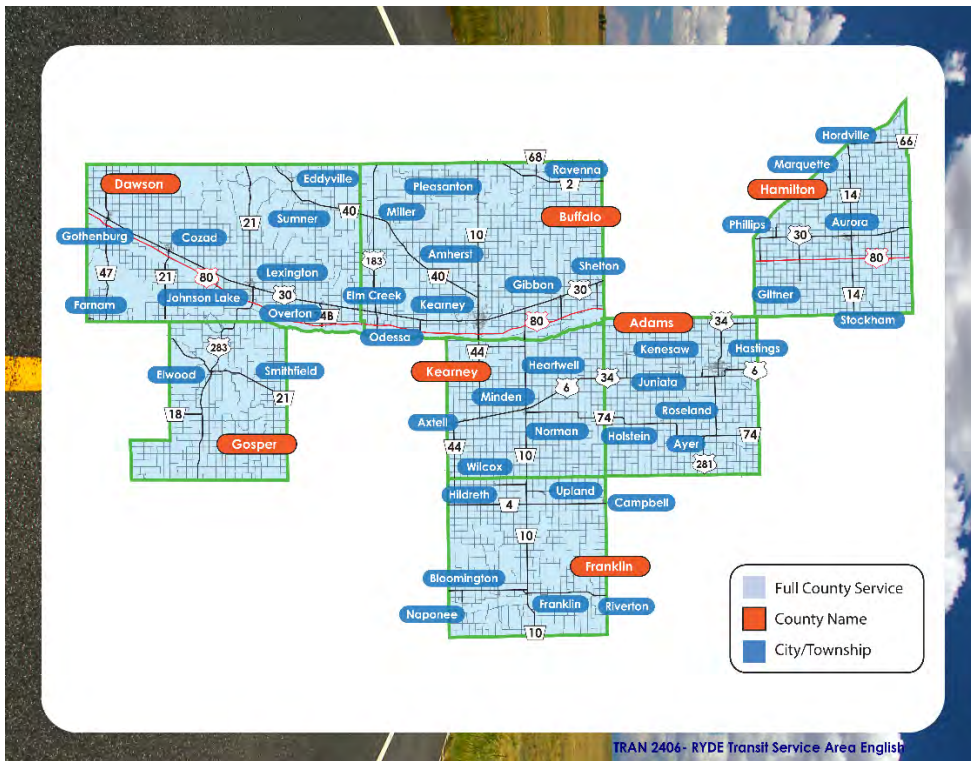 Hordville
66
68
Ravenna
Marquette
Dawson
Eddyville
Pleasanton
2
Hamilton
14
40
Miller
Buffalo
Sumner
21
Phillips
Aurora
Gothenburg
Cozad
10
30
Amherst
183
80
47
21
80
Lexington
40
Shelton
Gibbon
30
Johnson Lake
30
Elm Creek
Kearney
Giltner
14
Farnam
Overton
4B
80
Stockham
Odessa
Adams
34
283
44
Kenesaw
Hastings
Elwood
Smithfield
Kearney
Heartwell
34
Juniata
6
6
21
Minden
18
Axtell
74
Roseland
Norman
Holstein
Ayer
74
Gosper
44
10
281
Wilcox
Hildreth
Upland
4
Campbell
10
Franklin
Bloomington
Franklin
Riverton
Naponee
10
Full County Service
County Name
City/Township
TRAN 2406- RYDE Transit Service Area English